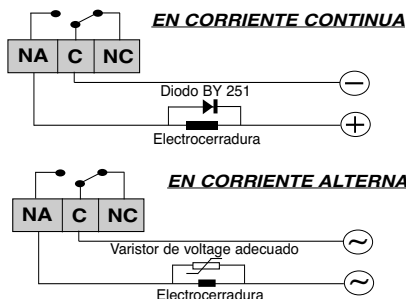 EN CORRIENTE CONTINUA
NA C NC
Diodo BY 251
−
+
Electrocerradura
EN CORRIENTE ALTERNA
NA C NC
Varistor de voltage adecuado
~
~
Electrocerradura